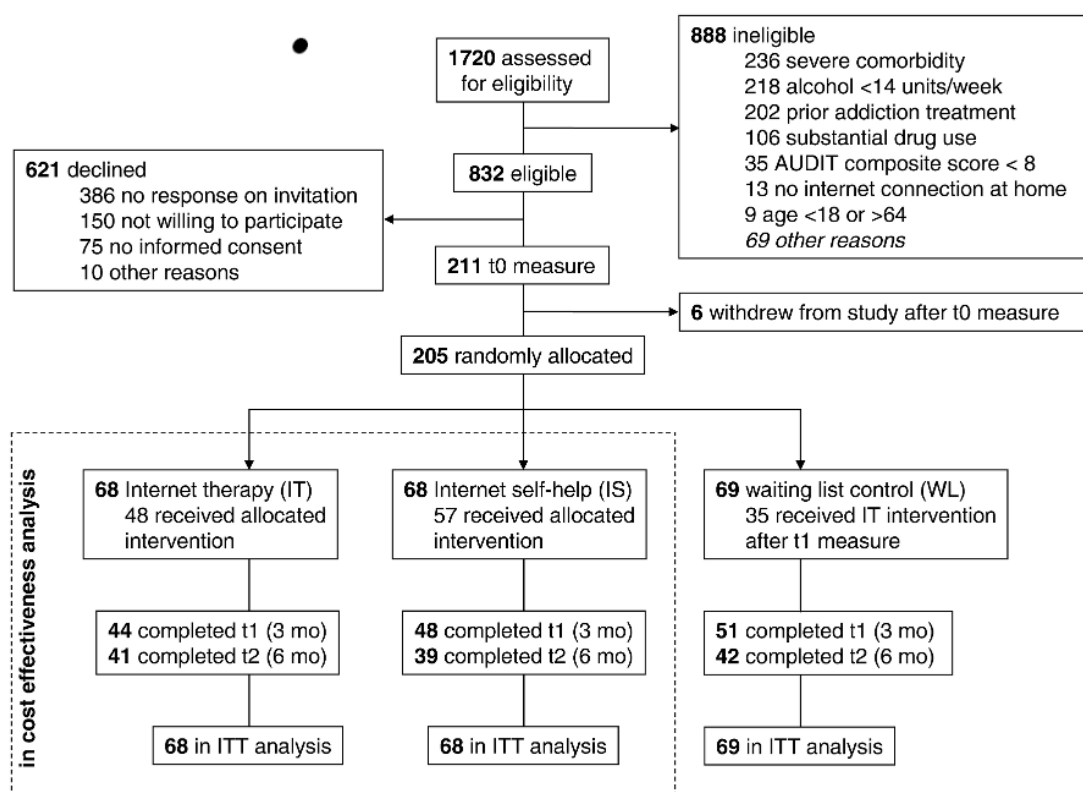 1720 assessed
for eligibility
888 ineligible
236 severe comorbidity
218 alcohol <14 units/week
202 prior addiction treatment
106 substantial drug use
35 AUDIT composite score < 8
13 no internet connection at home
9 age <18 or >64
69 other reasons
832 eligible
621 declined
386 no response on invitation
150 not willing to participate
75 no informed consent
10 other reasons
211 t0 measure
6 withdrew from study after t0 measure
205 randomly allocated
in cost effectiveness analysis
68 Internet therapy (IT)
48 received allocated
intervention
68 Internet self-help (IS)
57 received allocated
intervention
69 waiting list control (WL)
35 received IT intervention
after t1 measure
44 completed t1 (3 mo)
41 completed t2 (6 mo)
48 completed t1 (3 mo)
39 completed t2 (6 mo)
51 completed t1 (3 mo)
42 completed t2 (6 mo)
68 in ITT analysis
68 in ITT analysis
69 in ITT analysis